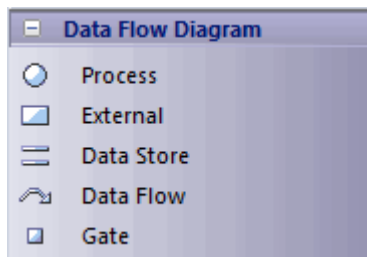 Data Flow Diagram
Process
External
Data Store
Data Flow
Gate